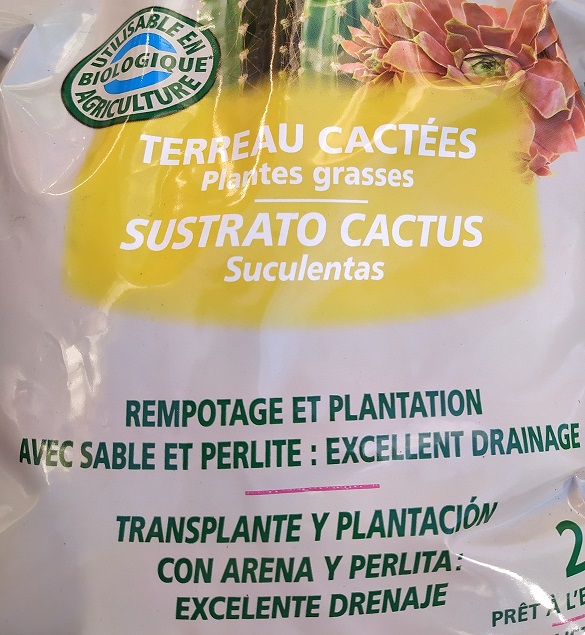 UTILISABLE EN
BIOLOGIQUE
AGRICULTURE
TERREAU CACTÉES
Plantes grasses
SUSTRATO CACTUS
Suculentas
REMPOTAGE ET PLANTATION
AVEC SABLE ET PERLITE : EXCELLENT DRAINAGE
TRANSPLANTE Y PLANTACIÓN
CON ARENA Y PERLITA :
EXCELENTE DRENAJE
2
PRÊT À L'E